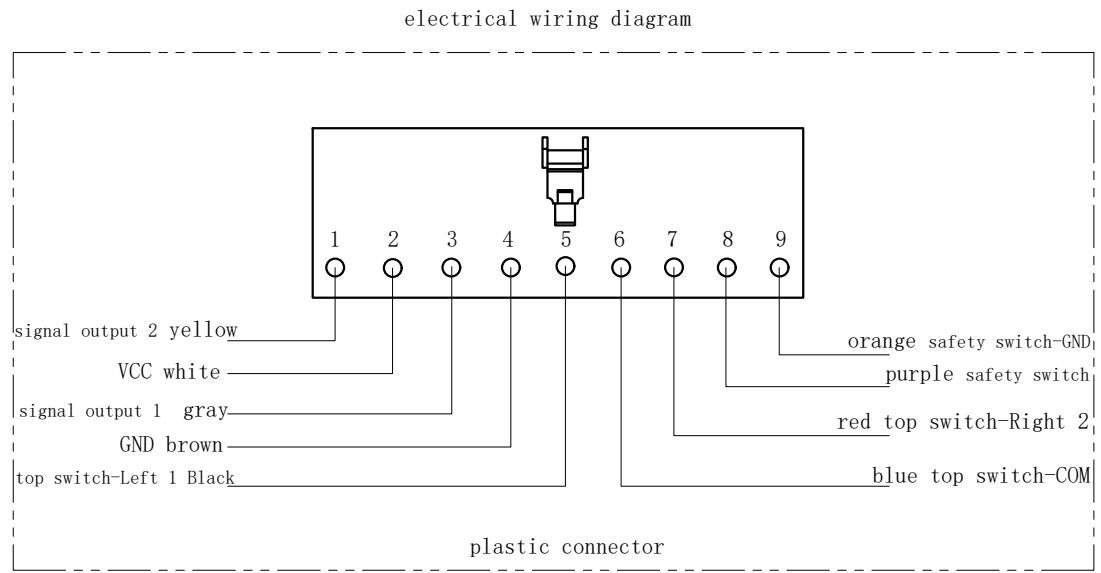 electrical wiring diagram
1 2 3 4 5 6 7 8 9
signal output 2 yellow
orange safety switch-GND
VCC white
purple safety switch
signal output 1 gray
red top switch-Right 2
GND brown
top switch-Left 1 Black
blue top switch-COM
plastic connector